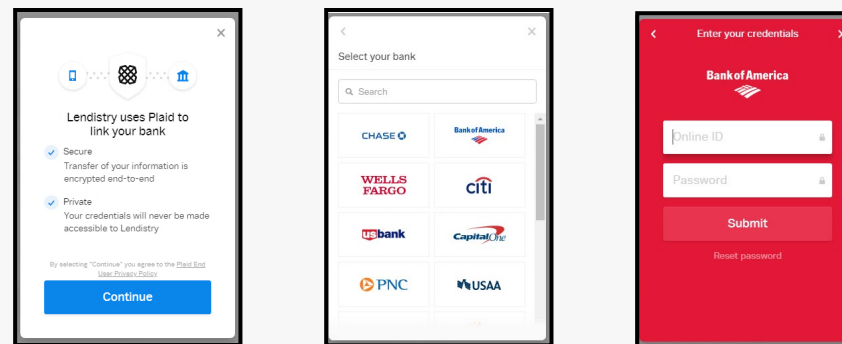 Lendistry uses Plaid to
link your bank
Secure
Transfer of your information is
encrypted end-to-end
Private
Your credentials will never be made
accessible to Lendistry
By selecting "Continue" you agree to the Plaid End
User Privacy Policy
Continue
Select your bank
Search
CHASE
Bank of America
WELLS
FARGO
citi
usbank
Capital One
PNC
USAA
Enter your credentials
Bank of America
Online ID
Password
Submit
Reset password